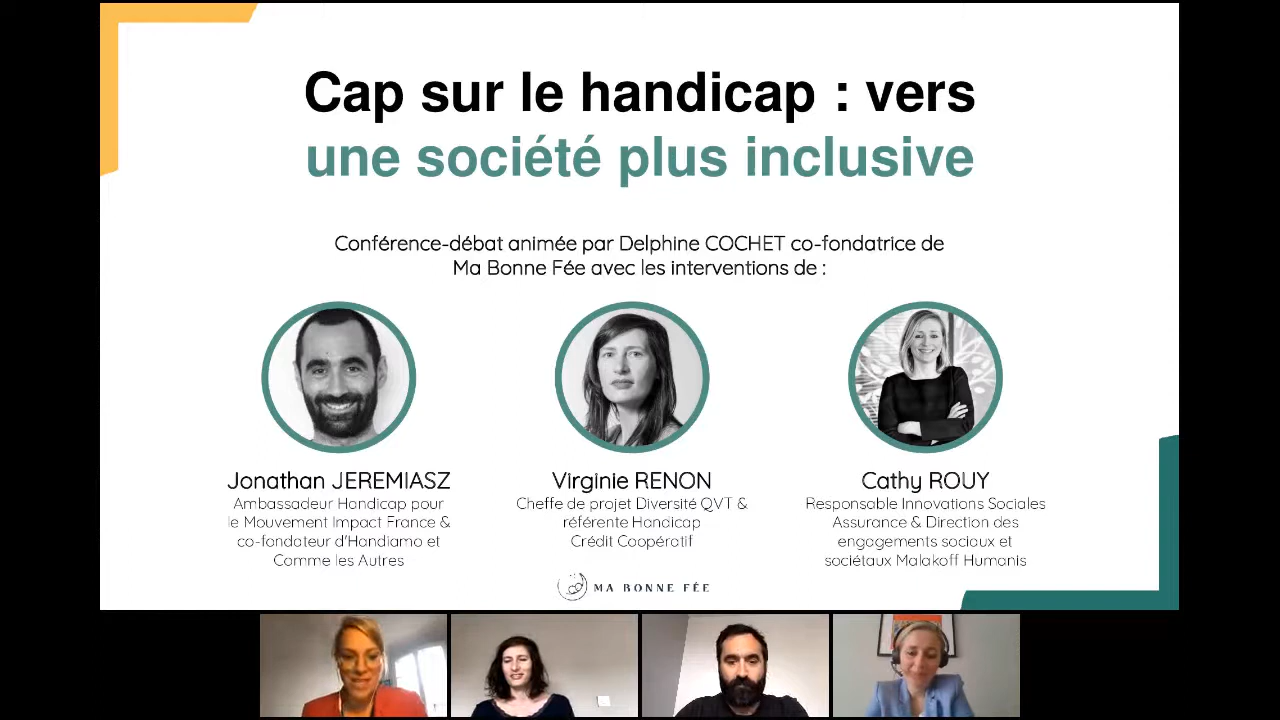 Cap sur le handicap : vers
une société plus inclusive
Conférence-débat animée par Delphine COCHET co-fondatrice de
Ma Bonne Fée avec les interventions de :
Jonathan JEREMIASZ
Ambassadeur Handicap pour
le Mouvement Impact France &
co-fondateur d'Handiamo et
Comme les Autres
Virginie RENON
Cheffe de projet Diversité QVT &
référente Handicap
Crédit Coopératif
Cathy ROUY
Responsable Innovations Sociales
Assurance & Direction des
engagements sociaux et
sociétaux Malakoff Humanis
MA BONNE FÉE